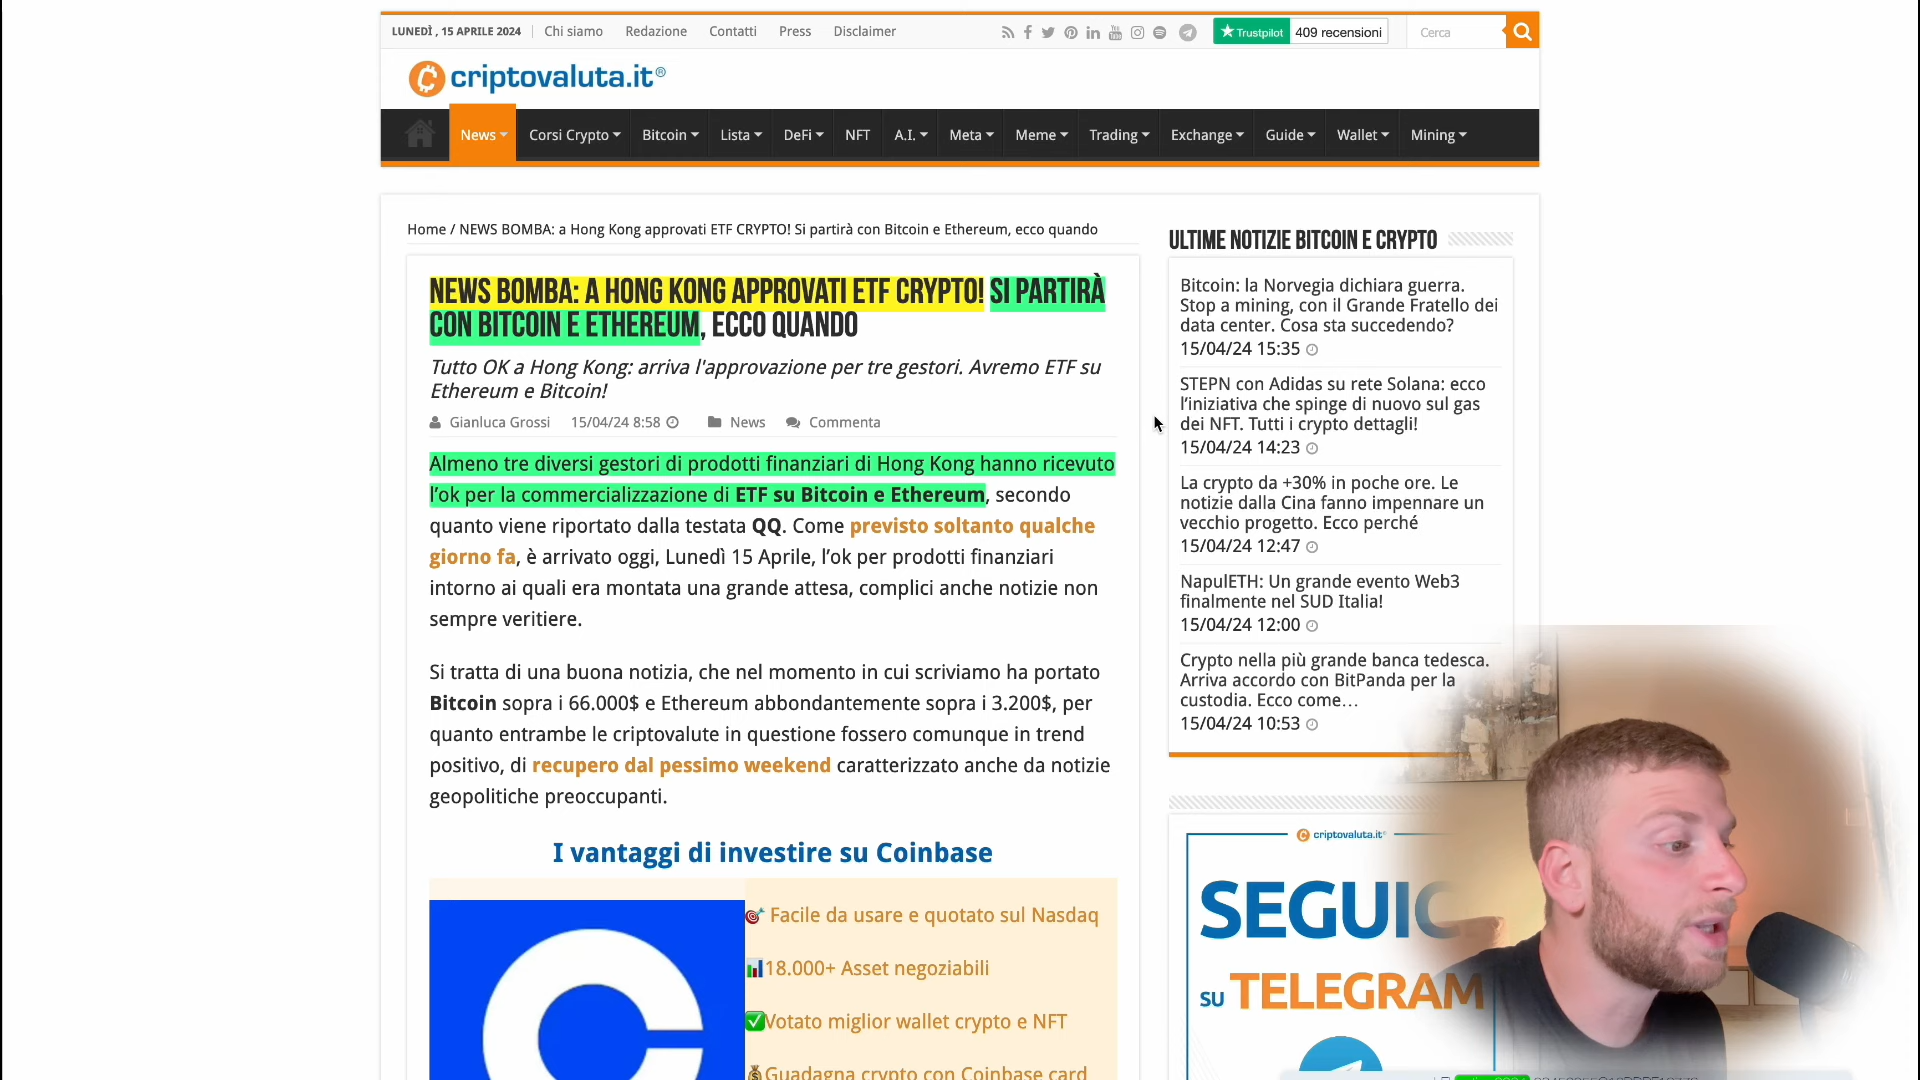 LUNEDÌ , 15 APRILE 2024 Chi siamo Redazione Contatti Press Disclaimer Trustpilot 409 recensioni Cerca
criptovaluta.it®
News Corsi Crypto Bitcoin Lista DeFi NFT A.I. Meta Meme Trading Exchange Guide Wallet Mining
Home / NEWS BOMBA: a Hong Kong approvati ETF CRYPTO! Si partirà con Bitcoin e Ethereum, ecco quando
NEWS BOMBA: A HONG KONG APPROVATI ETF CRYPTO! SI PARTIRÀ
CON BITCOIN E ETHEREUM, ECCO QUANDO
Tutto OK a Hong Kong: arriva l'approvazione per tre gestori. Avremo ETF su
Ethereum e Bitcoin!
Gianluca Grossi 15/04/24 8:58 News Commenta
Almeno tre diversi gestori di prodotti finanziari di Hong Kong hanno ricevuto
l’ok per la commercializzazione di ETF su Bitcoin e Ethereum, secondo
quanto viene riportato dalla testata QQ. Come previsto soltanto qualche
giorno fa, è arrivato oggi, Lunedì 15 Aprile, l’ok per prodotti finanziari
intorno ai quali era montata una grande attesa, complici anche notizie non
sempre veritiere.
Si tratta di una buona notizia, che nel momento in cui scriviamo ha portato
Bitcoin sopra i 66.000$ e Ethereum abbondantemente sopra i 3.200$, per
quanto entrambe le criptovalute in questione fossero comunque in trend
positivo, di recupero dal pessimo weekend caratterizzato anche da notizie
geopolitiche preoccupanti.
I vantaggi di investire su Coinbase
🎯 Facile da usare e quotato sul Nasdaq
📊18.000+ Asset negoziabili
✅Votato miglior wallet crypto e NFT
💰Guadagna crypto con Coinbase card
ULTIME NOTIZIE BITCOIN E CRYPTO
Bitcoin: la Norvegia dichiara guerra.
Stop a mining, con il Grande Fratello dei
data center. Cosa sta succedendo?
15/04/24 15:35
STEPN con Adidas su rete Solana: ecco
l’iniziativa che spinge di nuovo sul gas
dei NFT. Tutti i crypto dettagli!
15/04/24 14:23
La crypto da +30% in poche ore. Le
notizie dalla Cina fanno impennare un
vecchio progetto. Ecco perché
15/04/24 12:47
NapulETH: Un grande evento Web3
finalmente nel SUD Italia!
15/04/24 12:00
Crypto nella più grande banca tedesca.
Arriva accordo con BitPanda per la
custodia. Ecco come…
15/04/24 10:53
criptovaluta.it®
SEGUIC
SU TELEGRAM